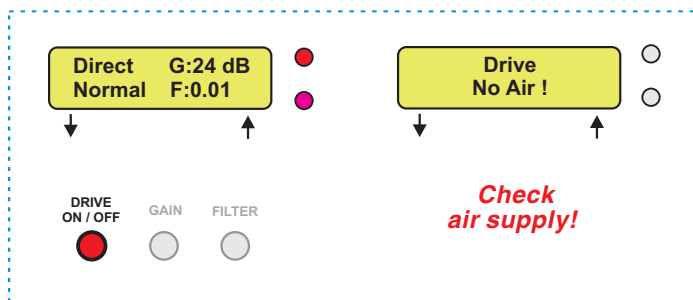 Direct G:24 dB
Normal F:0.01
Drive
No Air !
DRIVE
ON / OFF
GAIN
FILTER
Check
air supply!